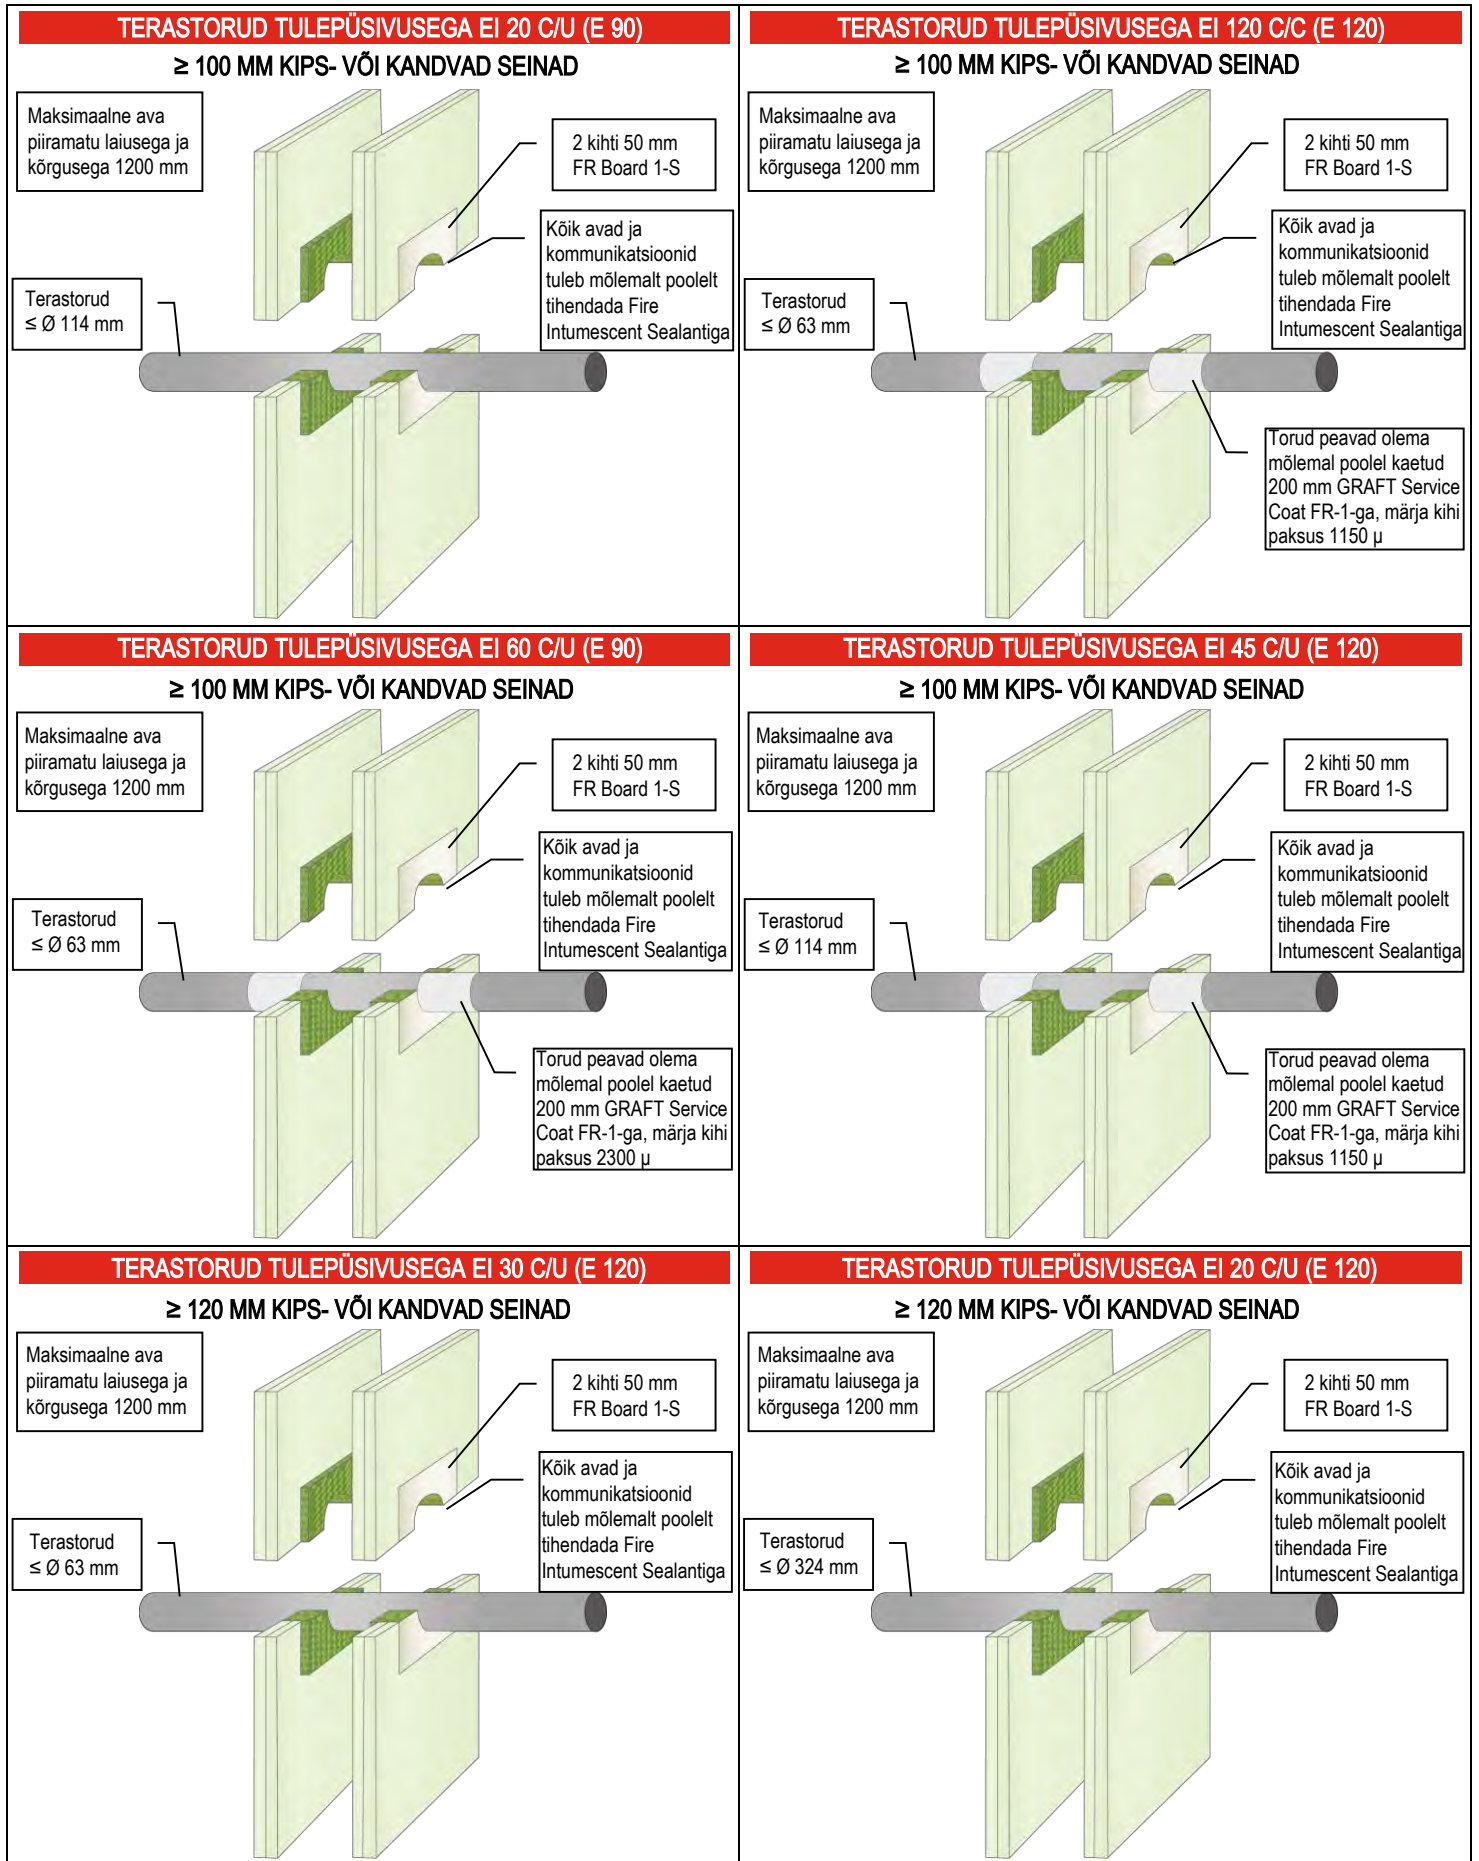 TERASTORUD TULEPÜSIVUSEGA EI 20 C/U (E 90)
≥ 100 MM KIPS- VÕI KANDVAD SEINAD
Maksimaalne ava
piiramatu laiusega ja
kõrgusega 1200 mm
2 kihti 50 mm
FR Board 1-S
Kõik avad ja
kommunikatsioonid
tuleb mõlemalt poolelt
tihendada Fire
Intumescent Sealantiga
Terastorud
≤ Ø 114 mm
TERASTORUD TULEPÜSIVUSEGA EI 120 C/C (E 120)
≥ 100 MM KIPS- VÕI KANDVAD SEINAD
Maksimaalne ava
piiramatu laiusega ja
kõrgusega 1200 mm
2 kihti 50 mm
FR Board 1-S
Kõik avad ja
kommunikatsioonid
tuleb mõlemalt poolelt
tihendada Fire
Intumescent Sealantiga
Terastorud
≤ Ø 63 mm
Torud peavad olema
mõlemal poolel kaetud
200 mm GRAFT Service
Coat FR-1-ga, märja kihi
paksus 1150 µ
TERASTORUD TULEPÜSIVUSEGA EI 60 C/U (E 90)
≥ 100 MM KIPS- VÕI KANDVAD SEINAD
Maksimaalne ava
piiramatu laiusega ja
kõrgusega 1200 mm
2 kihti 50 mm
FR Board 1-S
Kõik avad ja
kommunikatsioonid
tuleb mõlemalt poolelt
tihendada Fire
Intumescent Sealantiga
Terastorud
≤ Ø 63 mm
Torud peavad olema
mõlemal poolel kaetud
200 mm GRAFT Service
Coat FR-1-ga, märja kihi
paksus 2300 µ
TERASTORUD TULEPÜSIVUSEGA EI 45 C/U (E 120)
≥ 100 MM KIPS- VÕI KANDVAD SEINAD
Maksimaalne ava
piiramatu laiusega ja
kõrgusega 1200 mm
2 kihti 50 mm
FR Board 1-S
Kõik avad ja
kommunikatsioonid
tuleb mõlemalt poolelt
tihendada Fire
Intumescent Sealantiga
Terastorud
≤ Ø 114 mm
Torud peavad olema
mõlemal poolel kaetud
200 mm GRAFT Service
Coat FR-1-ga, märja kihi
paksus 1150 µ
TERASTORUD TULEPÜSIVUSEGA EI 30 C/U (E 120)
≥ 120 MM KIPS- VÕI KANDVAD SEINAD
Maksimaalne ava
piiramatu laiusega ja
kõrgusega 1200 mm
2 kihti 50 mm
FR Board 1-S
Kõik avad ja
kommunikatsioonid
tuleb mõlemalt poolelt
tihendada Fire
Intumescent Sealantiga
Terastorud
≤ Ø 63 mm
TERASTORUD TULEPÜSIVUSEGA EI 20 C/U (E 120)
≥ 120 MM KIPS- VÕI KANDVAD SEINAD
Maksimaalne ava
piiramatu laiusega ja
kõrgusega 1200 mm
2 kihti 50 mm
FR Board 1-S
Kõik avad ja
kommunikatsioonid
tuleb mõlemalt poolelt
tihendada Fire
Intumescent Sealantiga
Terastorud
≤ Ø 324 mm